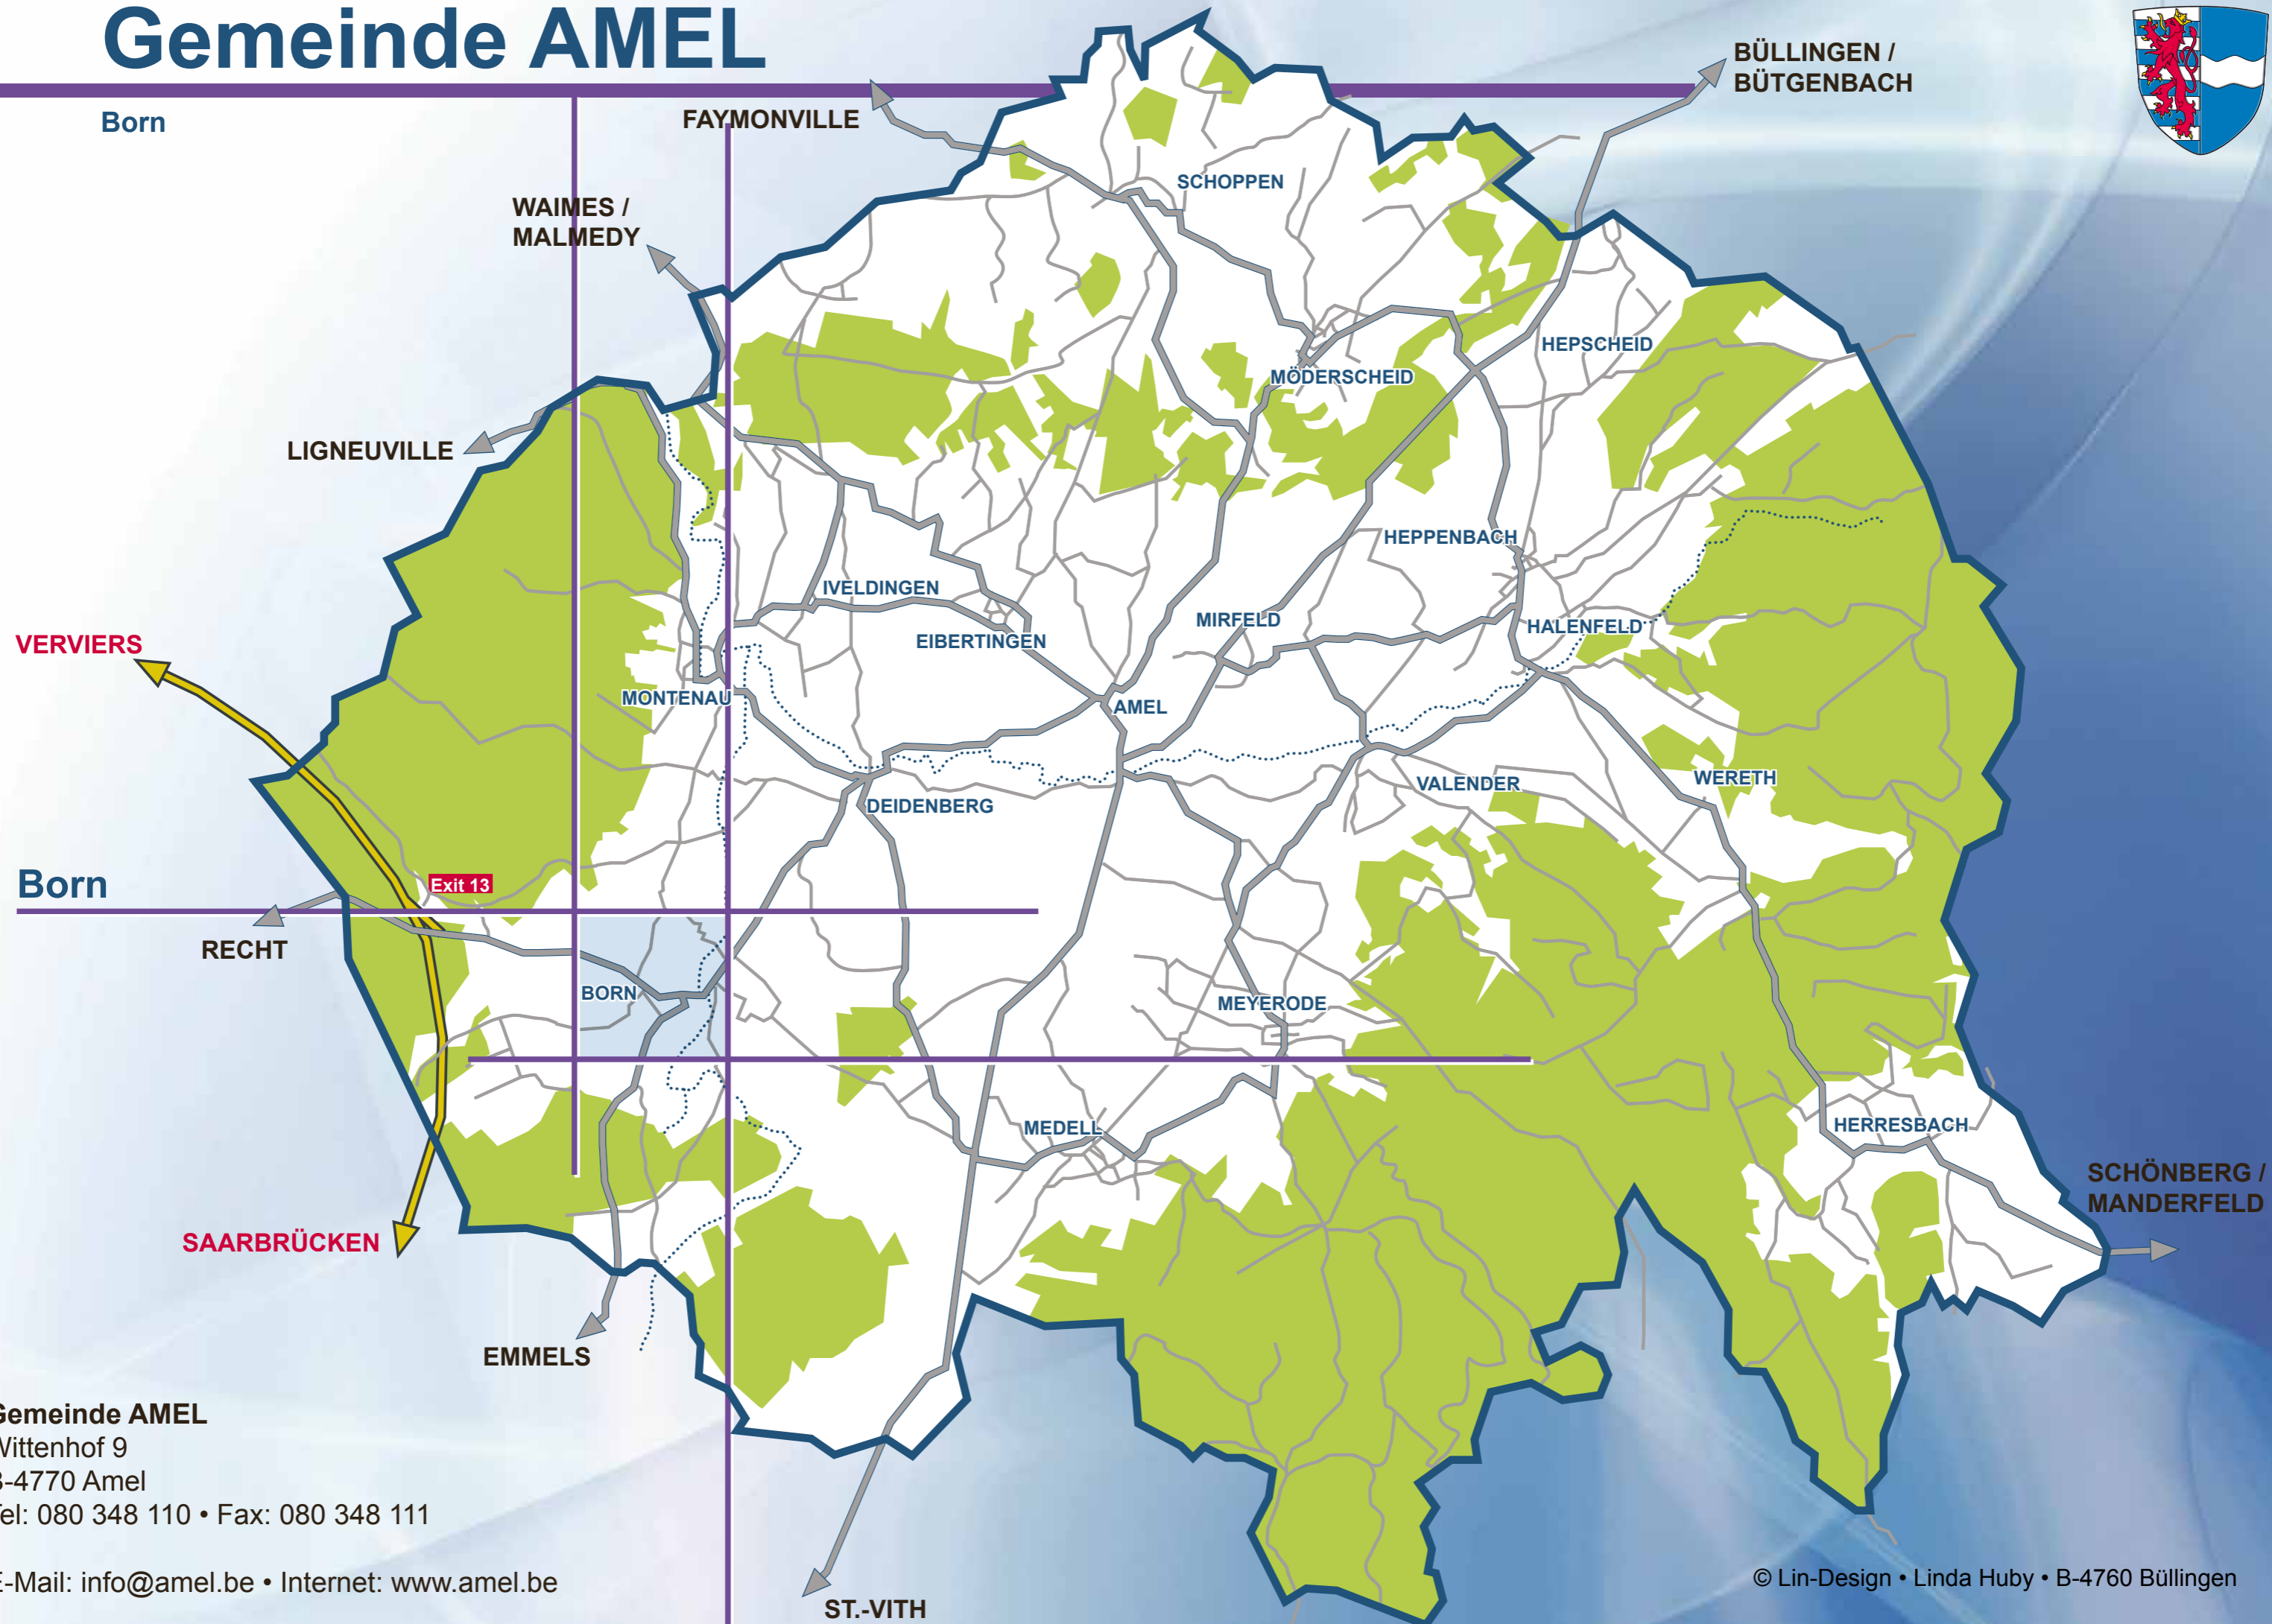 Gemeinde AMEL
Born
BÜLLINGEN /
BÜTGENBACH
FAYMONVILLE
SCHOPPEN
WAIMES /
MALMEDY
HEPSCHEID
MÖDERSCHEID
LIGNEUVILLE
HEPPENBACH
IVELDINGEN
MIRFELD
HALENFELD
EIBERTINGEN
VERVIERS
MONTENAU
AMEL
WERETH
VALENDER
DEIDENBERG
Born
Exit 13
RECHT
BORN
MEYERODE
MEDELL
HERRESBACH
SCHÖNBERG /
MANDERFELD
SAARBRÜCKEN
EMMELS
Gemeinde AMEL
Wittenhof 9
B-4770 Amel
Tel: 080 348 110 • Fax: 080 348 111
E-Mail: info@amel.be • Internet: www.amel.be
© Lin-Design • Linda Huby • B-4760 Büllingen
ST.-VITH